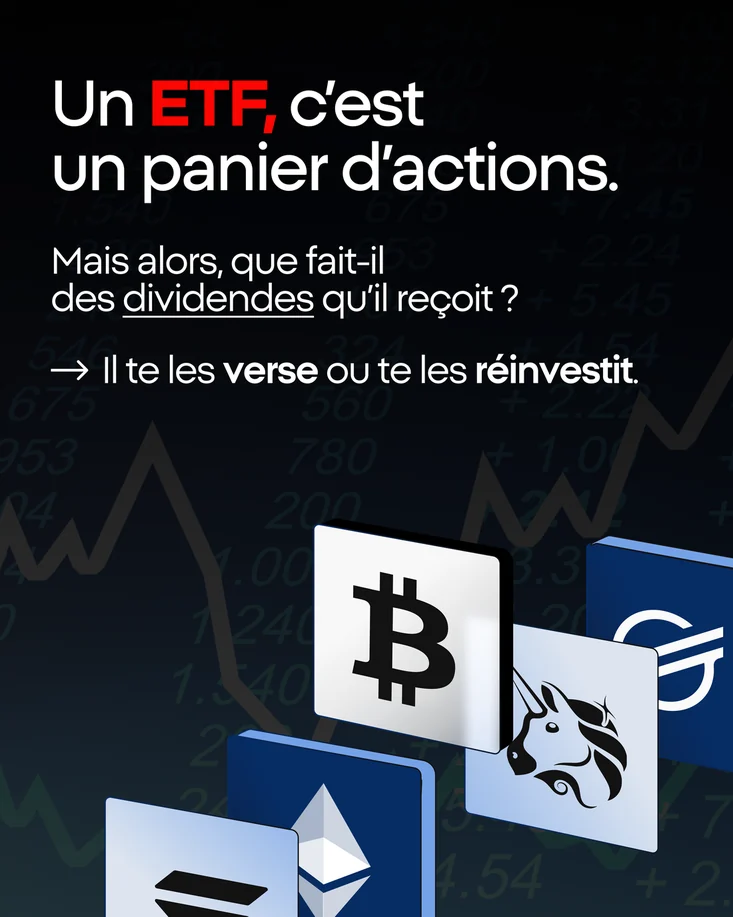 Un ETF, c'est
un panier d'actions.
Mais alors, que fait-il
des dividendes qu'il reçoit ?
→ Il te les verse ou te les réinvestit.